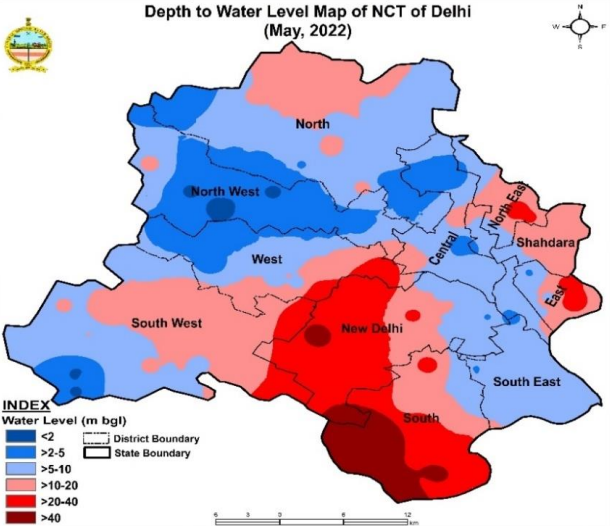 Depth to Water Level Map of NCT of Delhi
(May, 2022)
N
W
E
S
North
North West
North East
Shahdara
Central
West
East
South West
New Delhi
South East
South
INDEX
Water Level (m bgl)
<2
>2-5
>5-10
>10-20
>20-40
>40
District Boundary
State Boundary
6 3 0 6 12
km